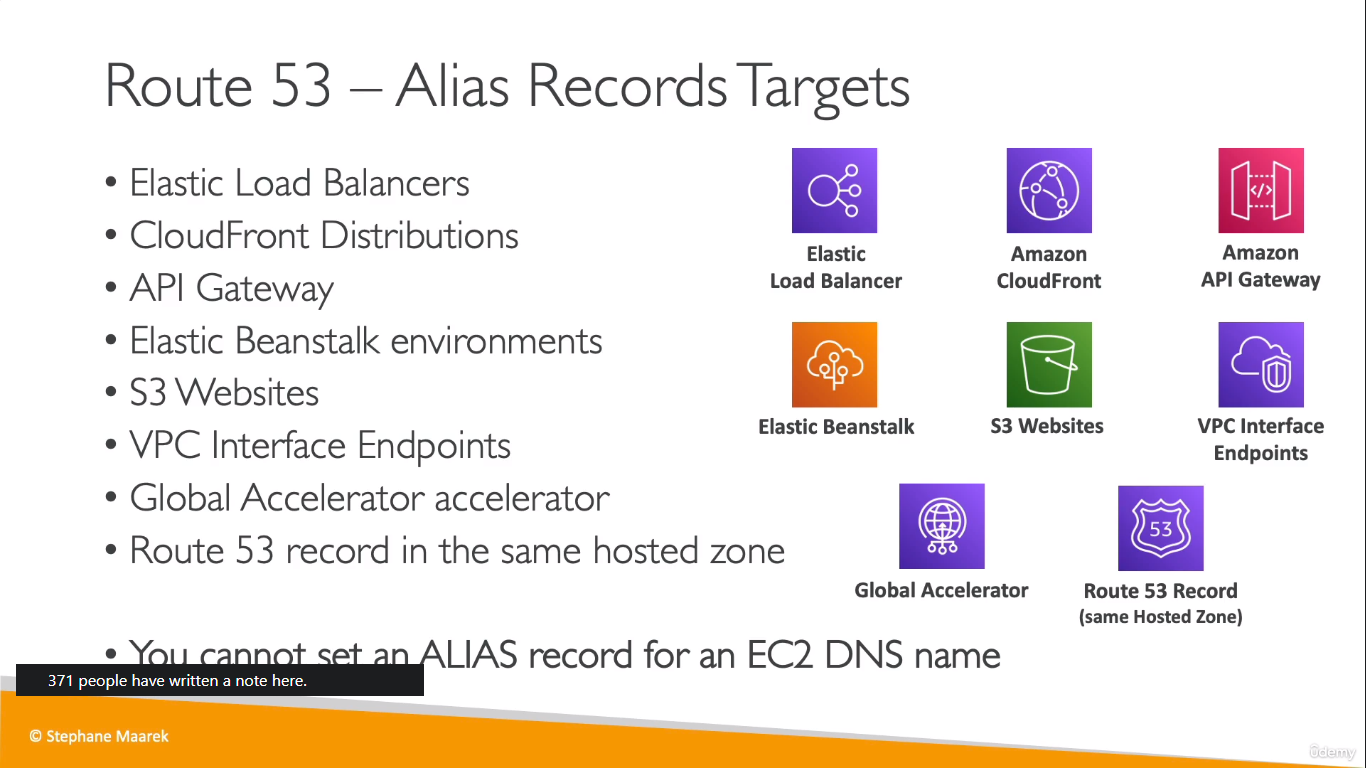 Route 53 – Alias Records Targets
• Elastic Load Balancers
• CloudFront Distributions
• API Gateway
• Elastic Beanstalk environments
• S3 Websites
• VPC Interface Endpoints
• Global Accelerator accelerator
• Route 53 record in the same hosted zone
• You cannot set an ALIAS record for an EC2 DNS name
Elastic
Load Balancer
Amazon
CloudFront
Amazon
API Gateway
Elastic Beanstalk
S3 Websites
VPC Interface
Endpoints
Global Accelerator
53
Route 53 Record
(same Hosted Zone)
371 people have written a note here.
© Stephane Maarek
ûdemy